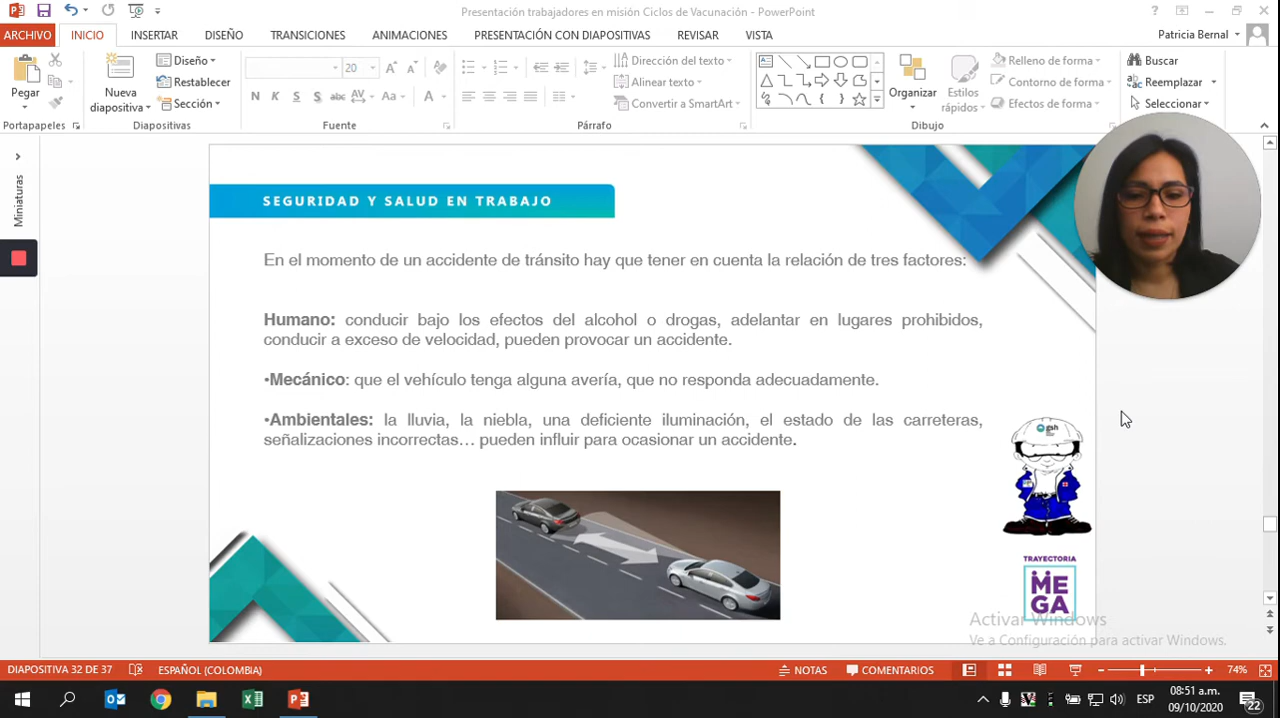 Presentación trabajadores en misión Ciclos de Vacunación - PowerPoint
ARCHIVO INICIO INSERTAR DISEÑO TRANSICIONES ANIMACIONES PRESENTACIÓN CON DIAPOSITIVAS REVISAR VISTA Patricia Bernal
Pegar
Nueva diapositiva
Diseño
Restablecer
Sección
20
N K S S abc AV Aa A
Dirección del texto
Alinear texto
Convertir a SmartArt
Organizar
Estilos rápidos
Relleno de forma
Contorno de forma
Efectos de forma
Buscar
Reemplazar
Seleccionar
Portapapeles Diapositivas Fuente Párrafo Dibujo
Miniaturas
SEGURIDAD Y SALUD EN TRABAJO
En el momento de un accidente de tránsito hay que tener en cuenta la relación de tres factores:
Humano: conducir bajo los efectos del alcohol o drogas, adelantar en lugares prohibidos,
conducir a exceso de velocidad, pueden provocar un accidente.
•Mecánico: que el vehículo tenga alguna avería, que no responda adecuadamente.
•Ambientales: la lluvia, la niebla, una deficiente iluminación, el estado de las carreteras,
señalizaciones incorrectas… pueden influir para ocasionar un accidente.
gsh
TRAYECTORIA
ME
GA
Activar Windows
Ve a Configuración para activar Windows.
DIAPOSITIVA 32 DE 37 ESPAÑOL (COLOMBIA) NOTAS COMENTARIOS 74%
ESP
08:51 a.m.
09/10/2020
22